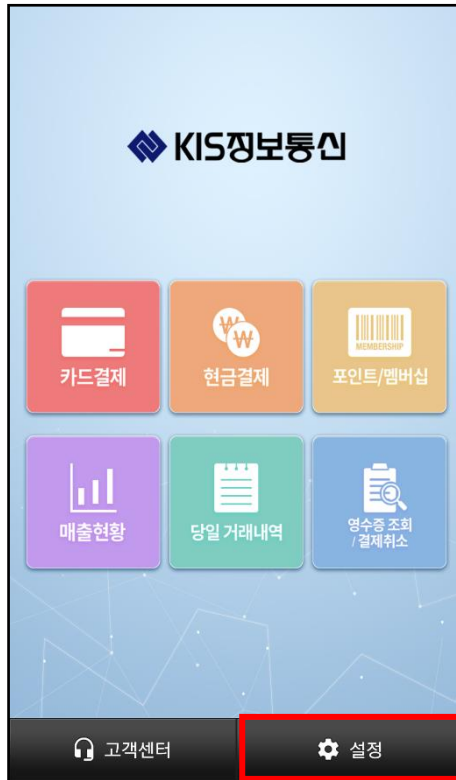 KIS정보통신
카드결제
현금결제
MEMBERSHIP
포인트/멤버십
매출현황
당일 거래내역
영수증 조회
/ 결제취소
고객센터
설정